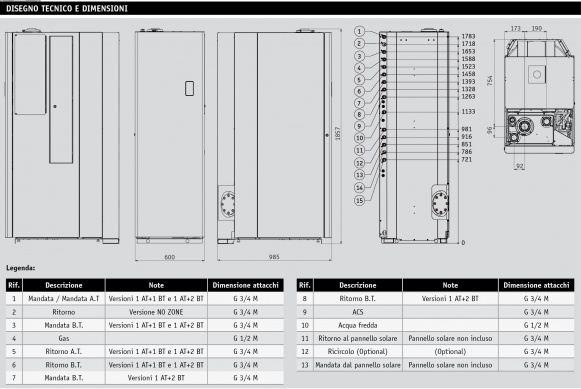 DISEGNO TECNICO E DIMENSIONI
1 1783
2 1718
3 1653
4 1588
5 1523
6 1458
7 1393
8 1328
9 1263
10 1133
11 981
12 916
13 851
14 786
15 721
0
1857
600
985
173 190
754
96
92
Legenda:
Rif. Descrizione Note Dimensione attacchi
1 Mandata / Mandata A.T Versioni 1 AT+1 BT e 1 AT+2 BT G 3/4 M
2 Ritorno Versione NO ZONE G 3/4 M
3 Mandata B.T. Versioni 1 AT+1 BT e 1 AT+2 BT G 3/4 M
4 Gas G 1/2 M
5 Ritorno A.T. Versioni 1 AT+1 BT e 1 AT+2 BT G 3/4 M
6 Ritorno B.T. Versioni 1 AT+1 BT e 1 AT+2 BT G 3/4 M
7 Mandata B.T. Versioni 1 AT+2 BT G 3/4 M
Rif. Descrizione Note Dimensione attacchi
8 Ritorno B.T. Versioni 1 AT+2 BT G 3/4 M
9 ACS G 3/4 M
10 Acqua fredda G 1/2 M
11 Ritorno al pannello solare Pannello solare non incluso G 3/4 M
12 Ricircolo (Optional) (Optional) G 3/4 M
13 Mandata dal pannello solare Pannello solare non incluso G 3/4 M